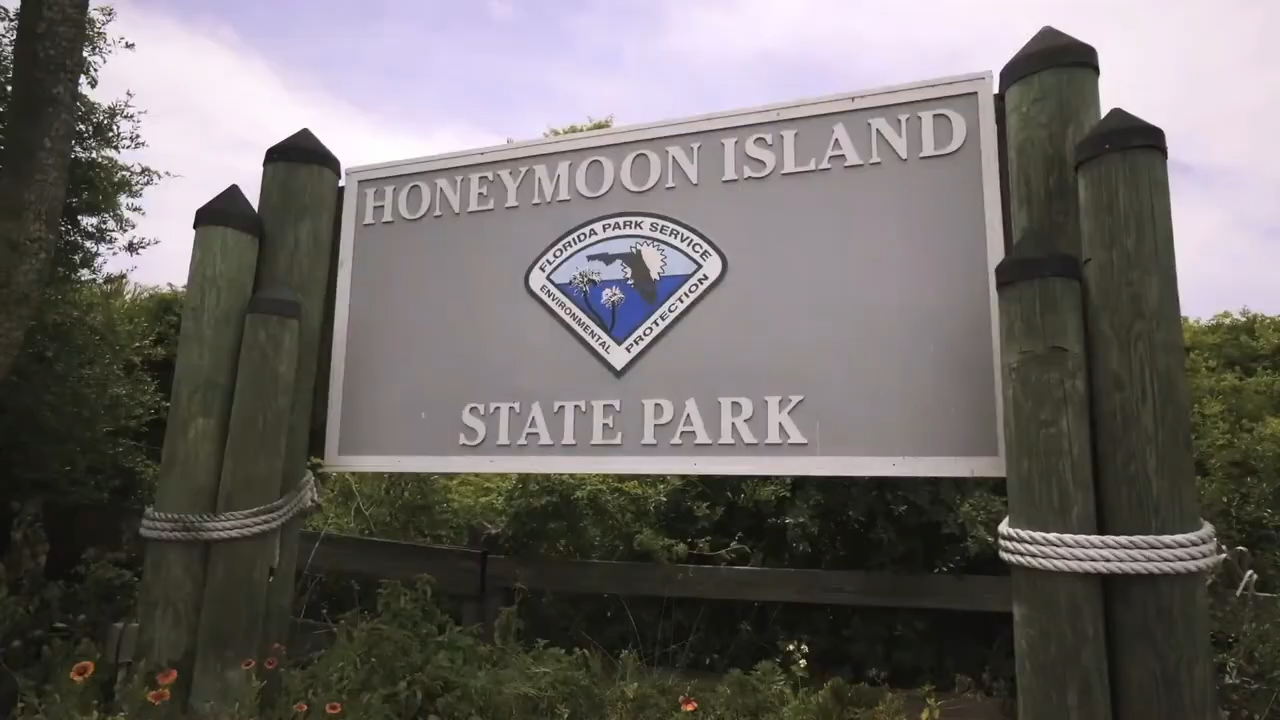 HONEYMOON ISLAND
FLORIDA PARK SERVICE
ENVIRONMENTAL PROTECTION
STATE PARK